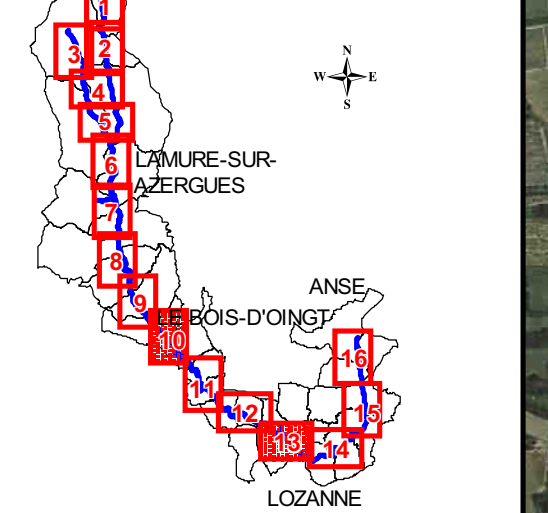 1
2
3
4
5
6
7
8
9
10
11
12
13
14
15
16
N
W E
S
LAMURE-SUR-
AZERGUES
ANSE
LE BOIS-D'OINGT
LOZANNE